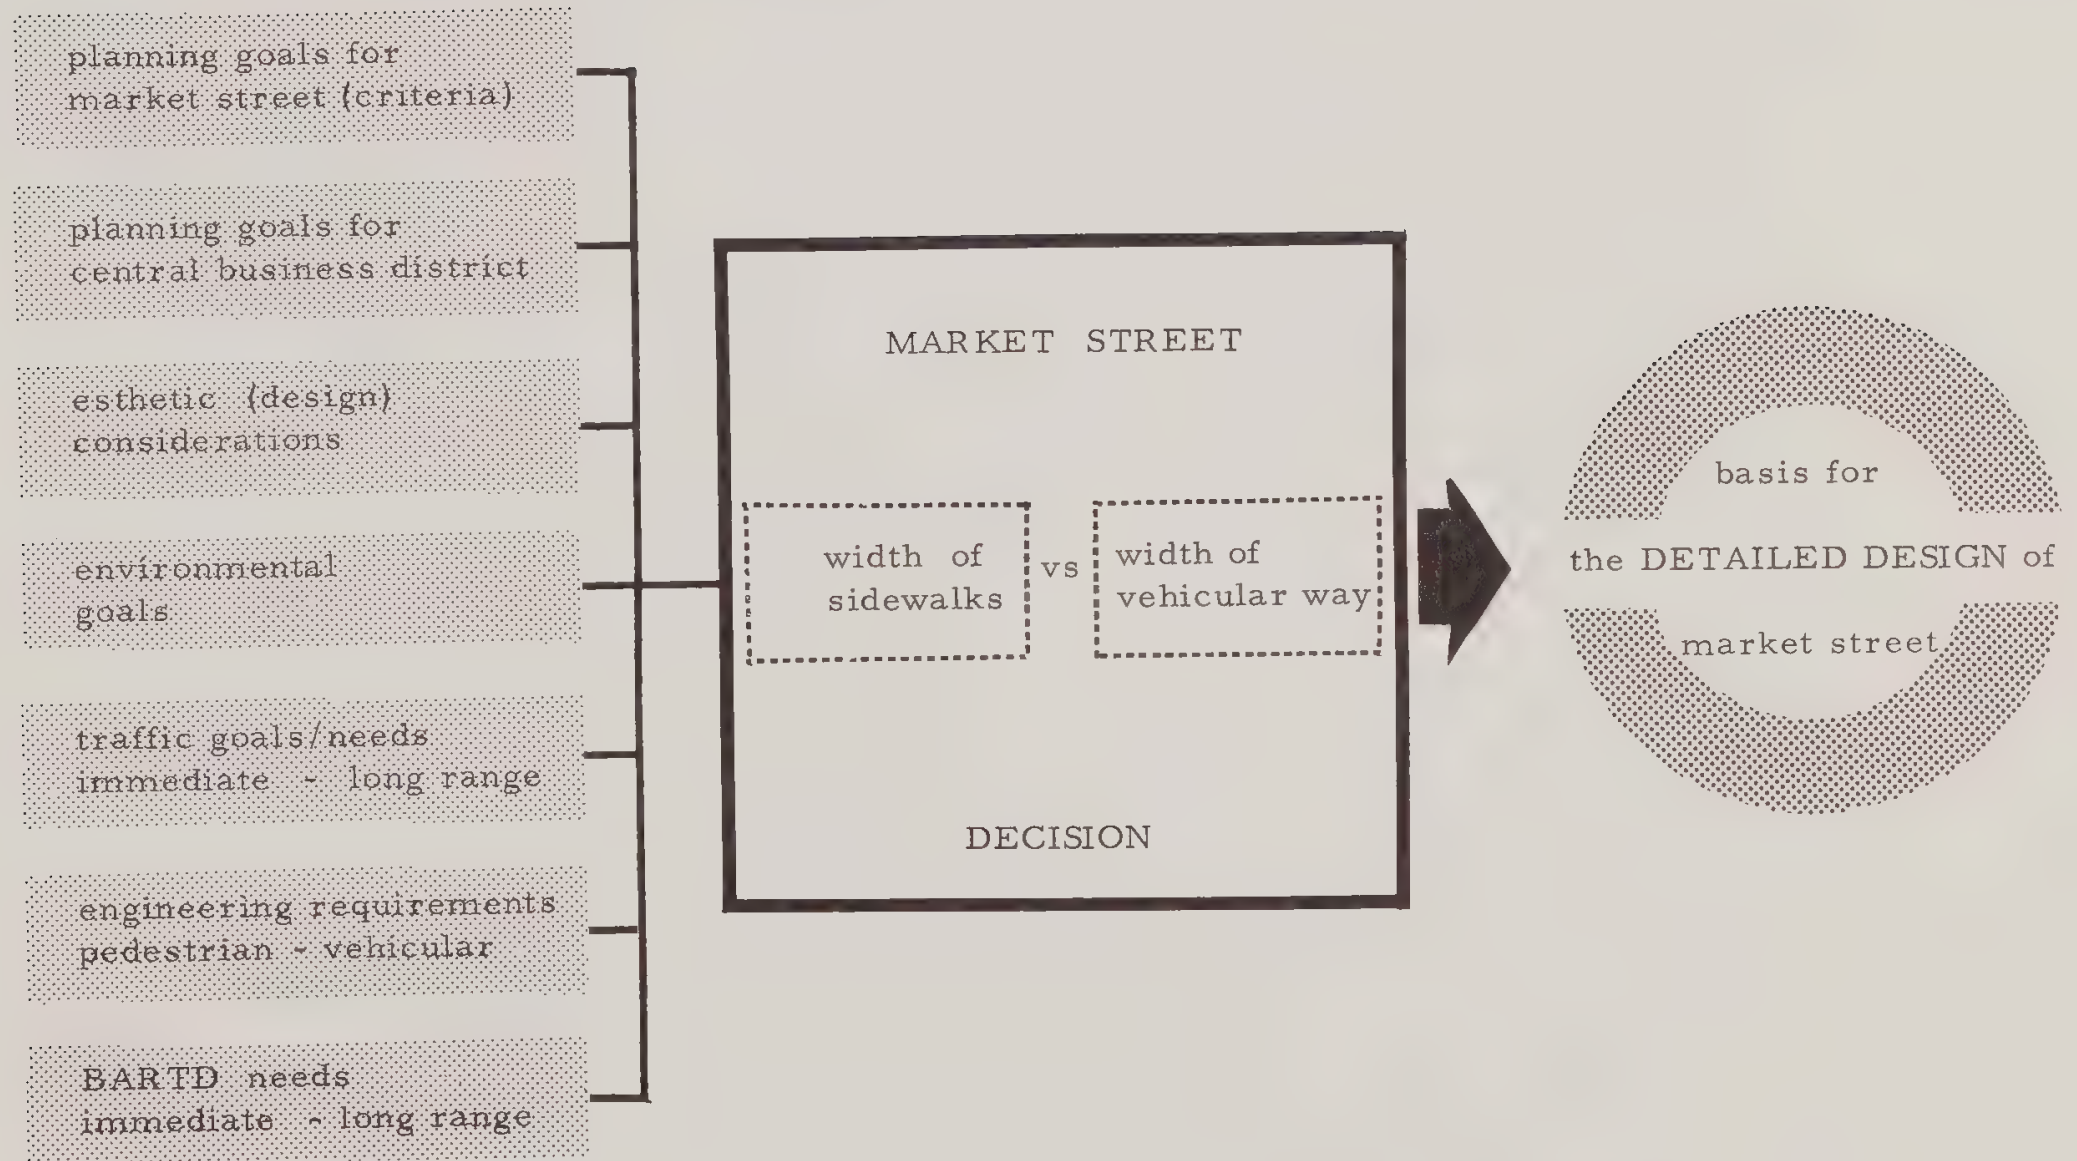 planning goals for
market street (criteria)
planning goals for
central business district
esthetic (design)
considerations
environmental
goals
traffic goals/needs
immediate - long range
engineering requirements
pedestrian - vehicular
BARTD needs
immediate - long range
MARKET STREET
width of
sidewalks
vs
width of
vehicular way
DECISION
basis for
the DETAILED DESIGN of
market street